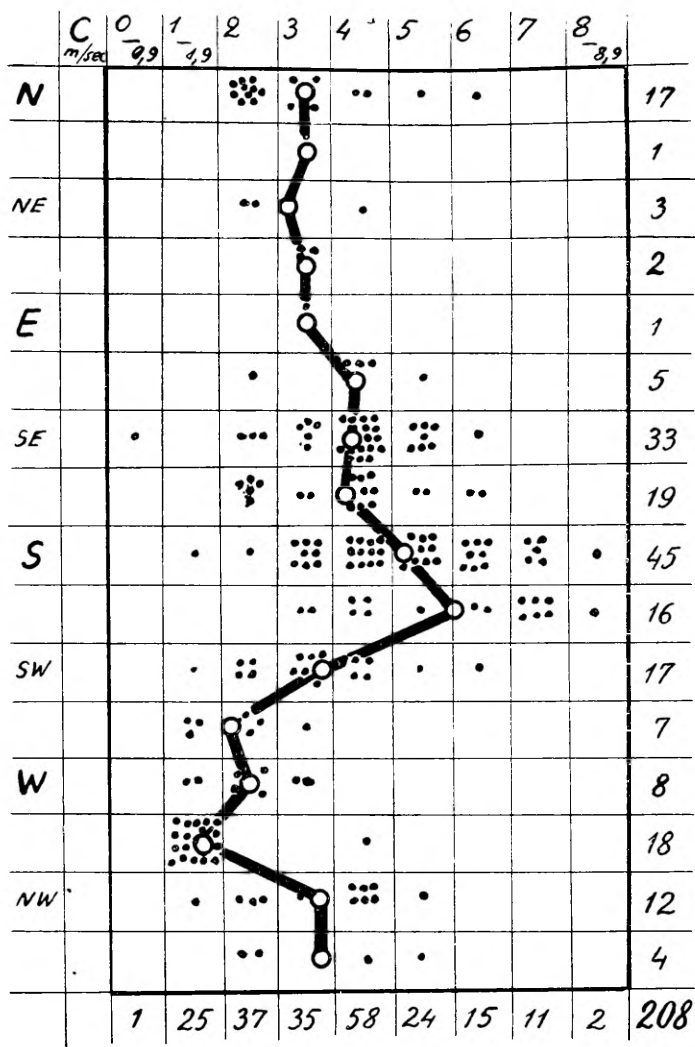 C 0 1 2 3 4 5 6 7 8
m/sec –0,9 –1,9 –8,9
N 17
1
NE 3
2
E 1
5
SE 33
19
S 45
16
SW 17
7
W 8
18
NW 12
4
1 25 37 35 58 24 15 11 2 208